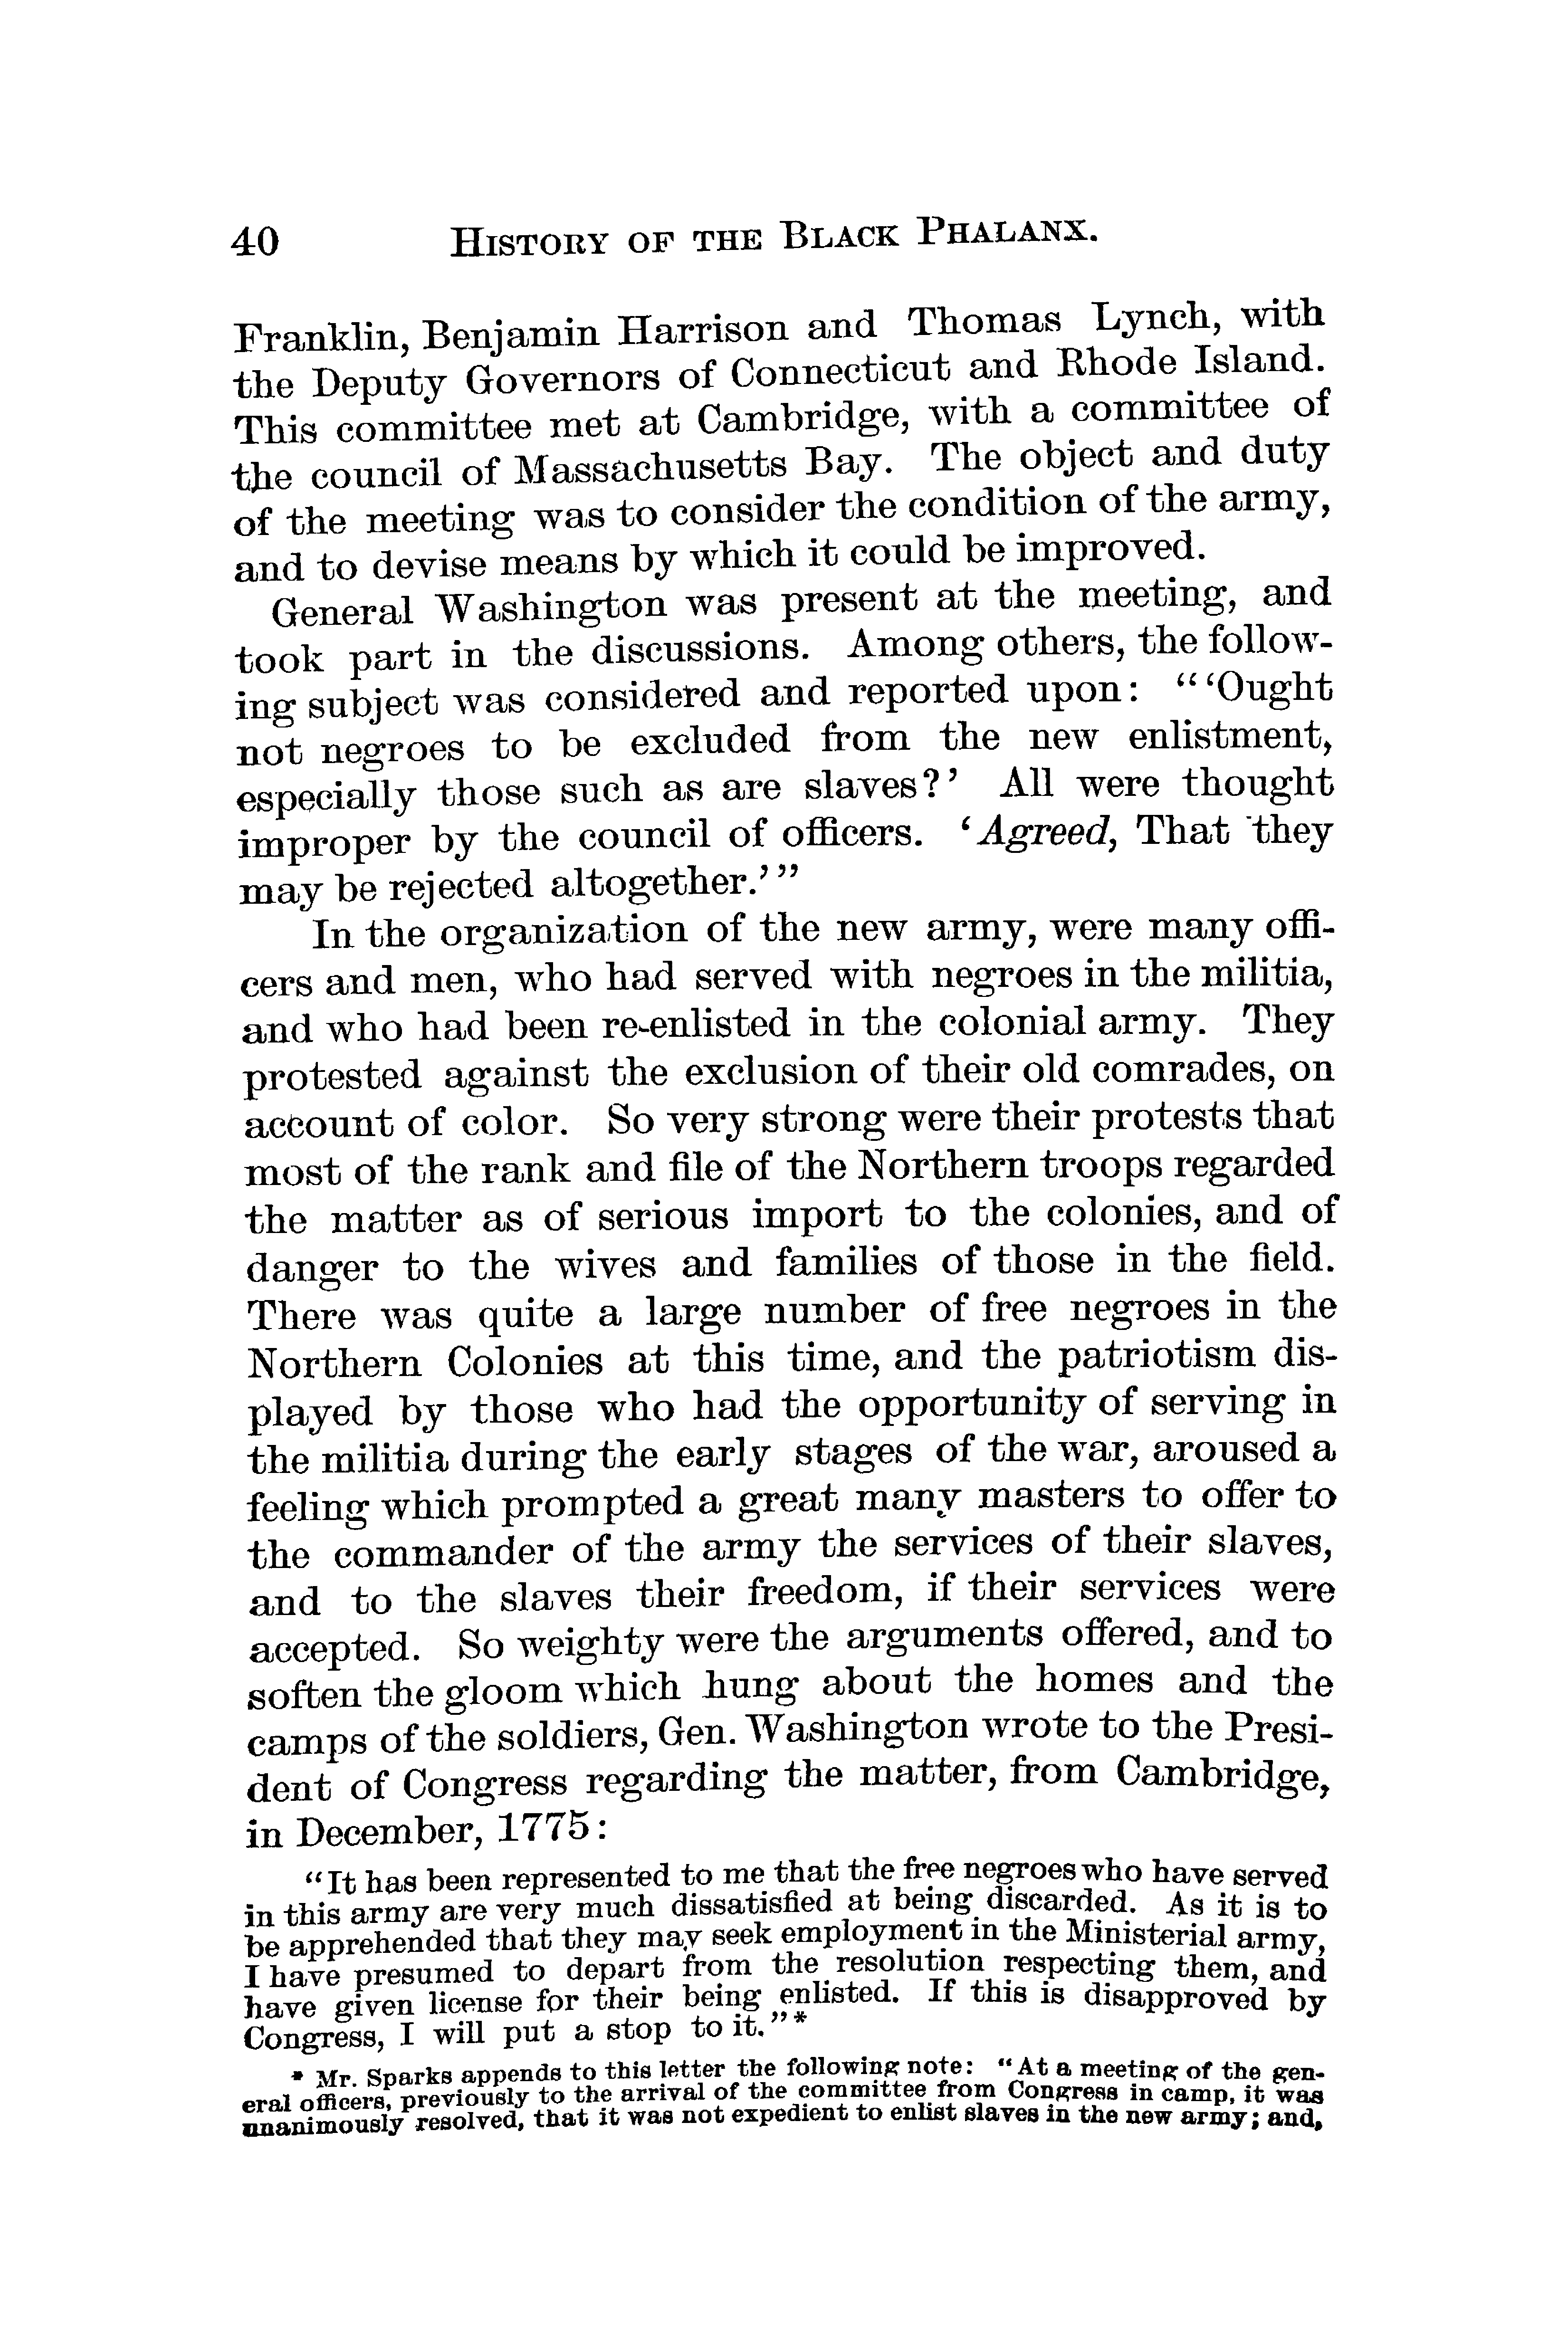 40 HISTORY OF THE BLACK PHALANX.
Franklin, Benjamin Harrison and Thomas Lynch, with
the Deputy Governors of Connecticut and Rhode Island.
This committee met at Cambridge, with a committee of
the council of Massachusetts Bay. The object and duty
of the meeting was to consider the condition of the army,
and to devise means by which it could be improved.
General Washington was present at the meeting, and
took part in the discussions. Among others, the follow-
ing subject was considered and reported upon: "'Ought
not negroes to be excluded from the new enlistment,
especially those such as are slaves?' All were thought
improper by the council of officers. 'Agreed, That they
may be rejected altogether.'"
In the organization of the new army, were many offi-
cers and men, who had served with negroes in the militia,
and who had been re-enlisted in the colonial army. They
protested against the exclusion of their old comrades, on
account of color. So very strong were their protests that
most of the rank and file of the Northern troops regarded
the matter as of serious import to the colonies, and of
danger to the wives and families of those in the field.
There was quite a large number of free negroes in the
Northern Colonies at this time, and the patriotism dis-
played by those who had the opportunity of serving in
the militia during the early stages of the war, aroused a
feeling which prompted a great many masters to offer to
the commander of the army the services of their slaves,
and to the slaves their freedom, if their services were
accepted. So weighty were the arguments offered, and to
soften the gloom which hung about the homes and the
camps of the soldiers, Gen. Washington wrote to the Presi-
dent of Congress regarding the matter, from Cambridge,
in December, 1775:
"It has been represented to me that the free negroes who have served
in this army are very much dissatisfied at being discarded. As it is to
be apprehended that they may seek employment in the Ministerial army,
I have presumed to depart from the resolution respecting them, and
have given license for their being enlisted. If this is disapproved by
Congress, I will put a stop to it."*
* Mr. Sparks appends to this letter the following note: "At a meeting of the gen-
eral officers, previously to the arrival of the committee from Congress in camp, it was
unanimously resolved, that it was not expedient to enlist slaves in the new army; and,